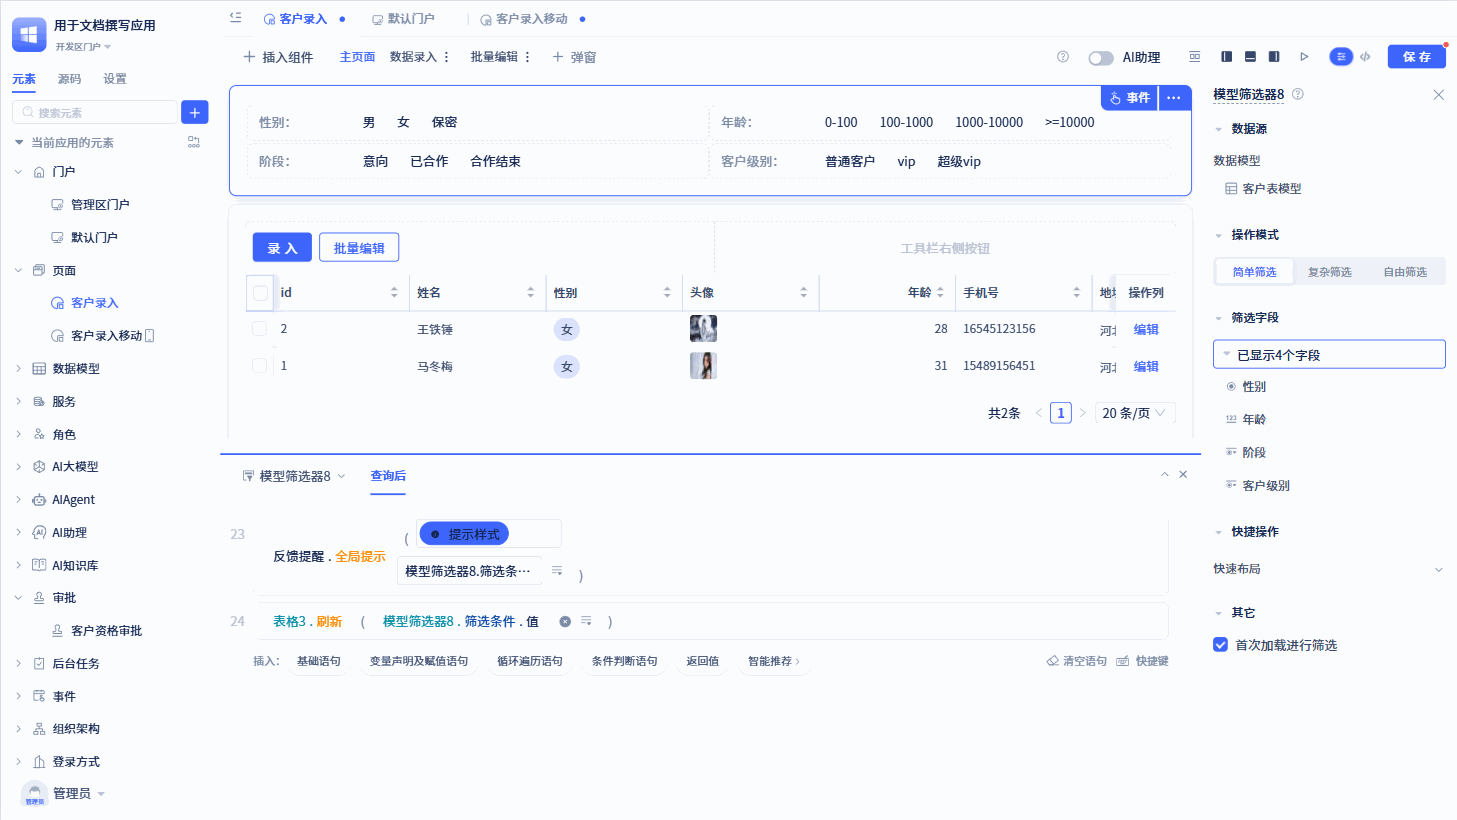 用于文档撰写应用
开发区门户
元素 源码 设置
搜索元素
当前应用的元素
门户
管理区门户
默认门户
页面
客户录入
客户录入移动
数据模型
服务
角色
AI大模型
AIAgent
AI助理
AI知识库
审批
客户资格审批
后台任务
事件
组织架构
登录方式
管理员 管理员
客户录入 默认门户 客户录入移动
插入组件 主页面 数据录入 批量编辑 弹窗 AI助理 保存
事件
性别: 男 女 保密 年龄: 0-100 100-1000 1000-10000 >=10000
阶段: 意向 已合作 合作结束 客户级别: 普通客户 vip 超级vip
录入 批量编辑 工具栏右侧按钮
id 姓名 性别 头像 年龄 手机号 操作列
2 王铁锤 女 28 16545123156 编辑
1 马冬梅 女 31 15489156451 编辑
共2条 1 20 条/页
模型筛选器8 查询后
23 反馈提醒 . 全局提示 ( 提示样式
模型筛选器8.筛选条··· )
24 表格3 . 刷新 ( 模型筛选器8 . 筛选条件 . 值 )
插入: 基础语句 变量声明及赋值语句 循环遍历语句 条件判断语句 返回值 智能推荐 清空语句 快捷键
模型筛选器8
数据源
数据模型
客户表模型
操作模式
简单筛选 复杂筛选 自由筛选
筛选字段
已显示4个字段
性别
123 年龄
阶段
客户级别
快捷操作
快速布局
其它
首次加载进行筛选